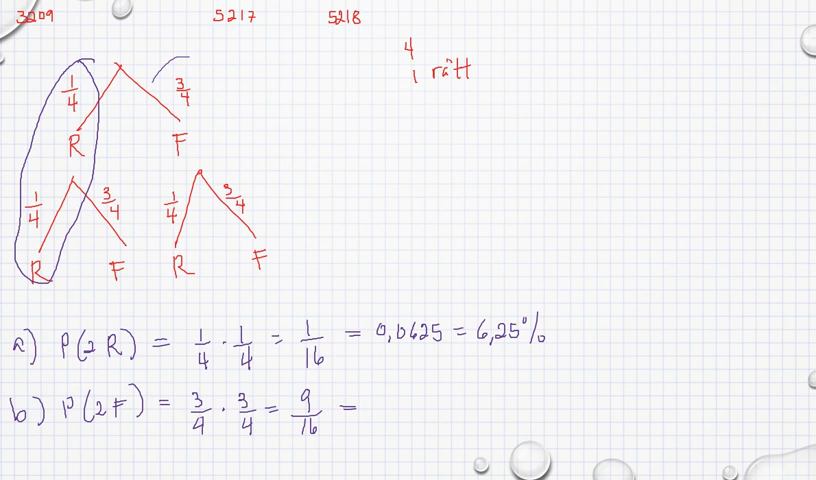 3209 5217 5218
4
1 rätt
1/4 3/4
R F
1/4 3/4 1/4 3/4
R F R F
a) P(2R) = 1/4 · 1/4 = 1/16 = 0,0625 = 6,25%
b) P(2F) = 3/4 · 3/4 = 9/16 =